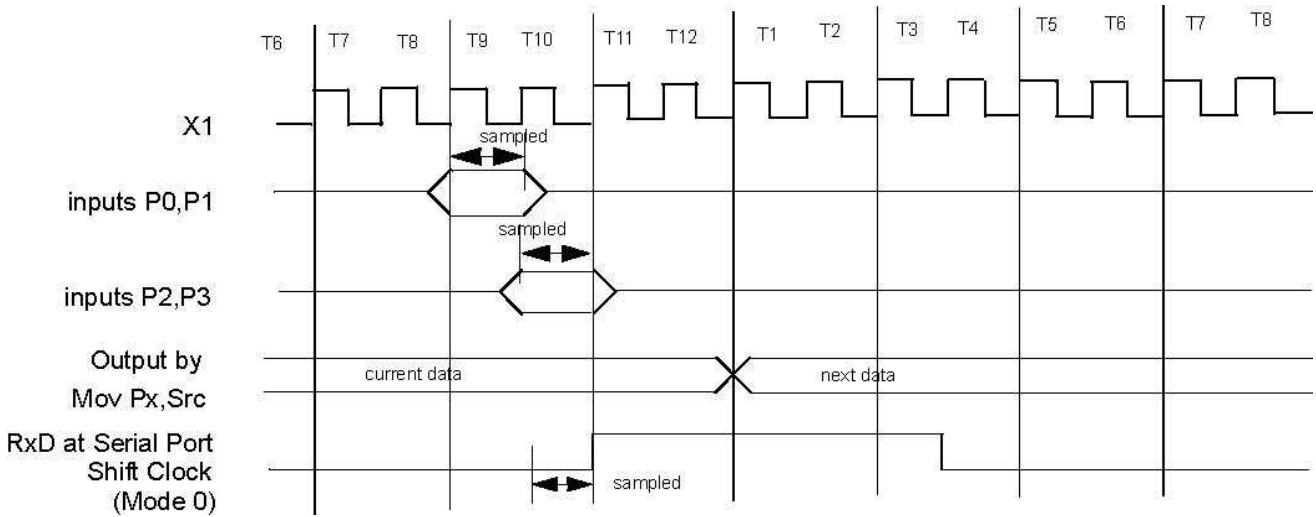 T6 T7 T8 T9 T10 T11 T12 T1 T2 T3 T4 T5 T6 T7 T8
X1
sampled
inputs P0,P1
sampled
inputs P2,P3
Output by
current data next data
Mov Px,Src
RxD at Serial Port
Shift Clock
sampled
(Mode 0)